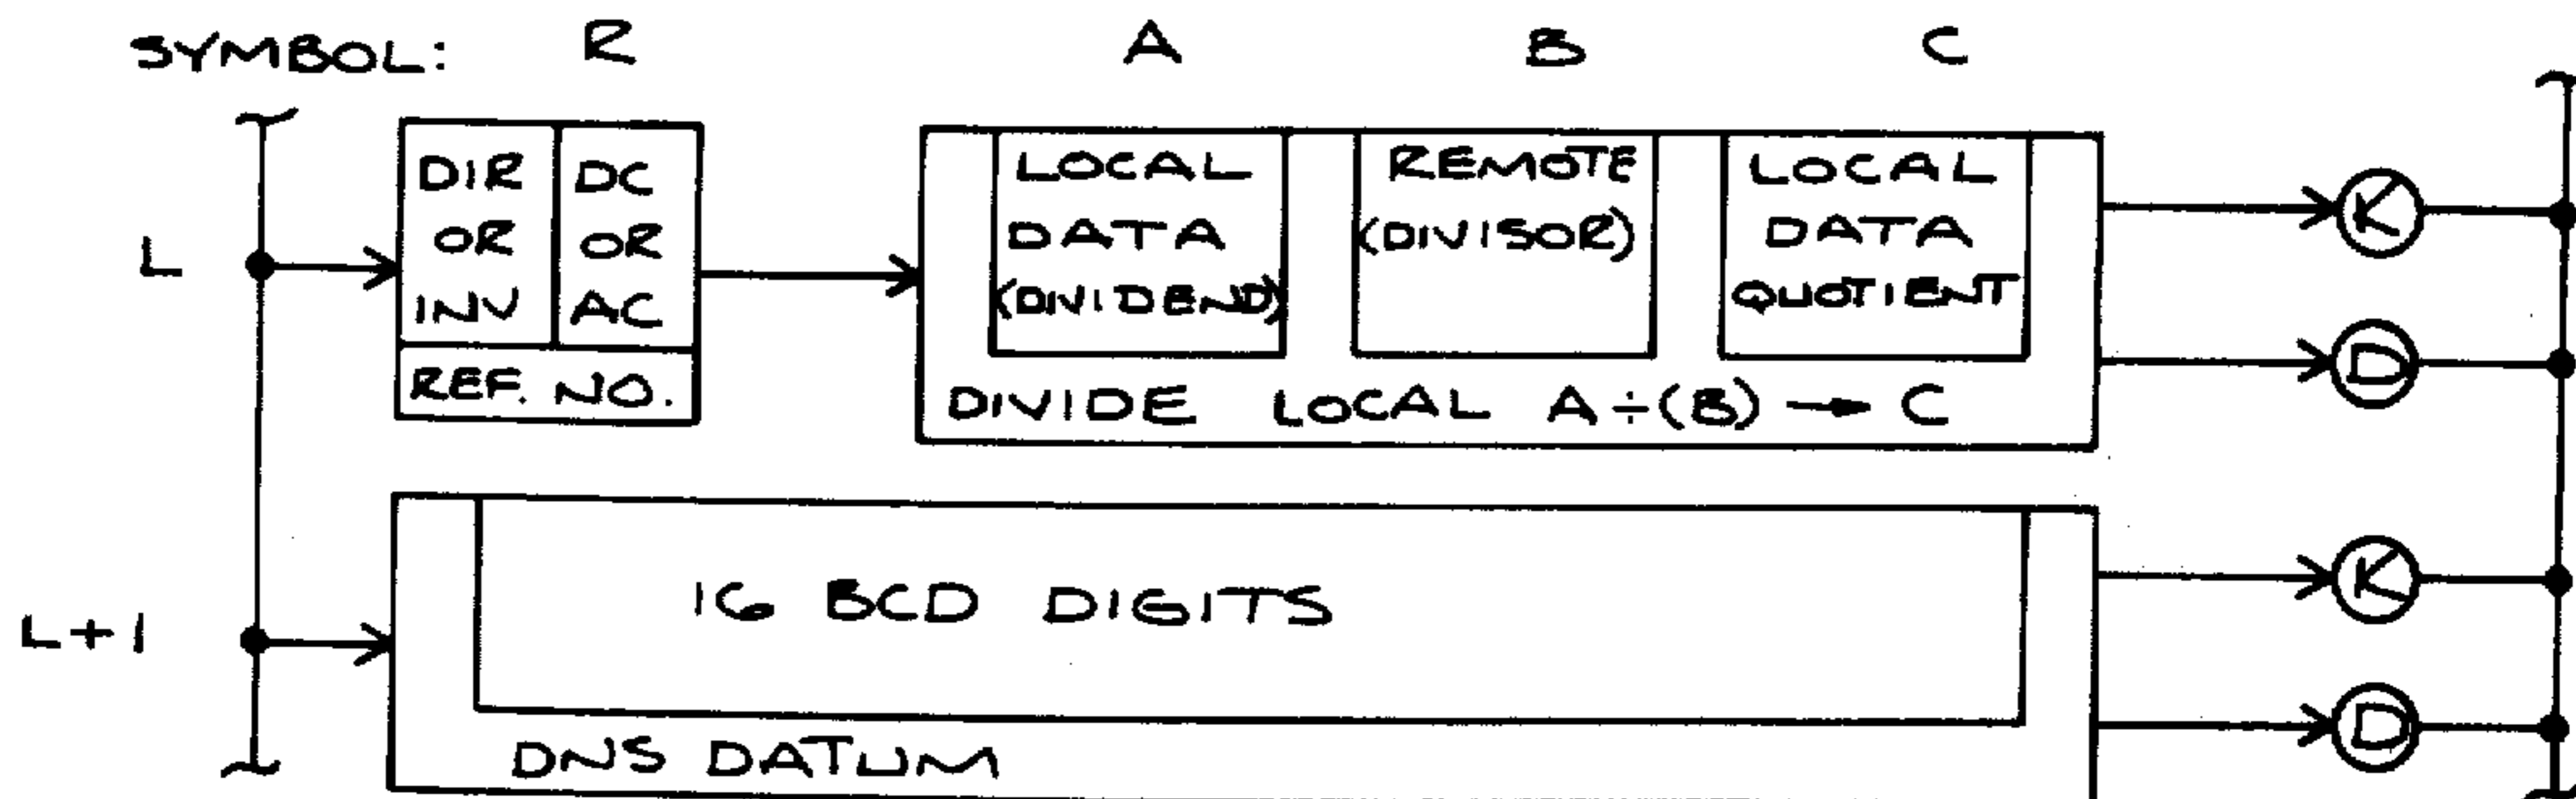 SYMBOL: R A B C
L
DIR OR INV
DC OR AC
REF. NO.
LOCAL DATA (DIVIDEND)
REMOTE (DIVISOR)
LOCAL DATA QUOTIENT
DIVIDE LOCAL A÷(B) → C
K
D
L+1
16 BCD DIGITS
DNS DATUM
K
D